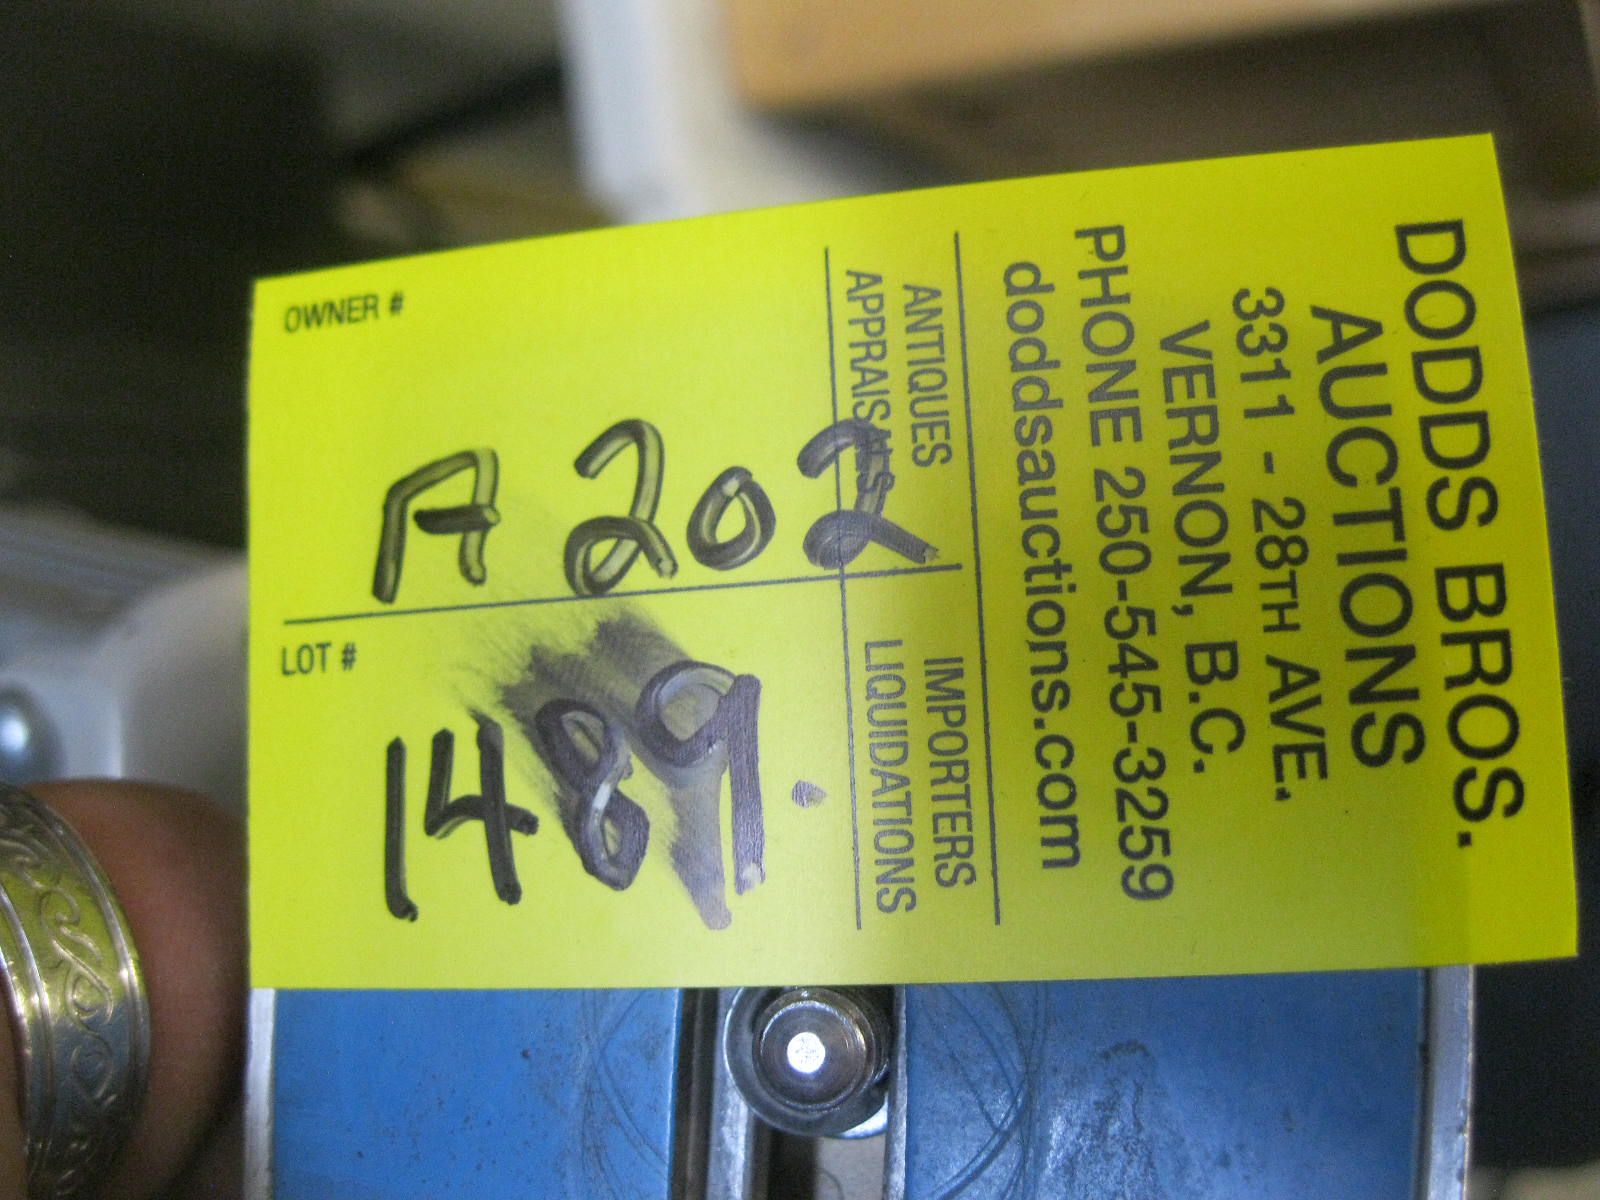 DODDS BROS.
AUCTIONS
3311 - 28TH AVE.
VERNON, B.C.
PHONE 250-545-3259
doddsauctions.com
ANTIQUES
APPRAISALS
IMPORTERS
LIQUIDATIONS
A 202
1489.
OWNER #
LOT #